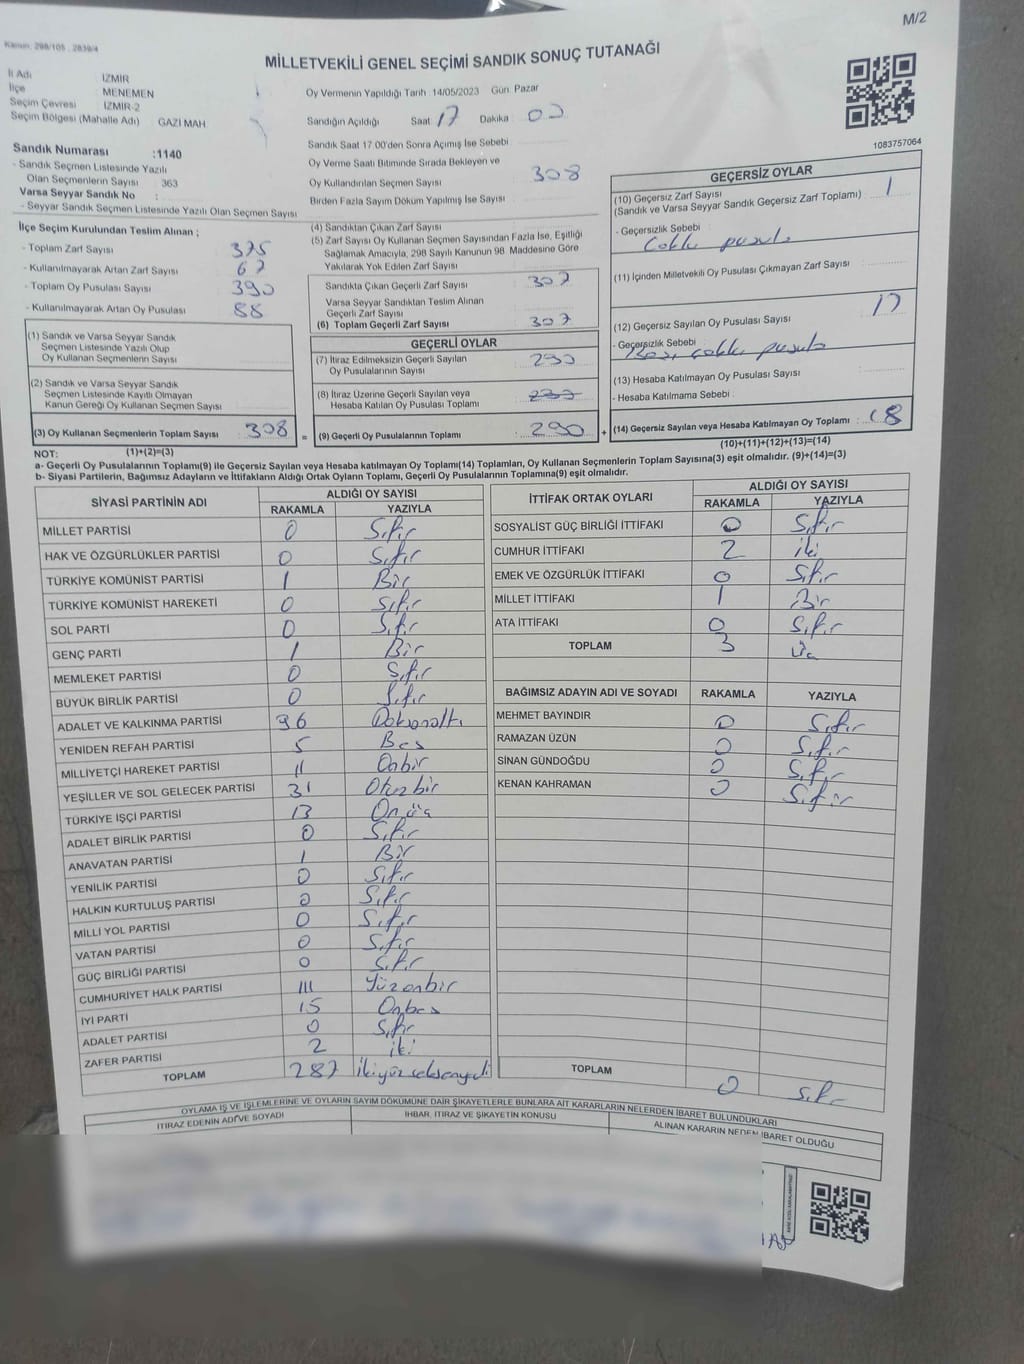 M/2
Kanun: 298/105 , 2839/4
MİLLETVEKİLİ GENEL SEÇİMİ SANDIK SONUÇ TUTANAĞI
İl Adı İZMİR
İlçe MENEMEN
Seçim Çevresi İZMİR-2
Seçim Bölgesi (Mahalle Adı) GAZİ MAH.
Sandık Numarası :1140
- Sandık Seçmen Listesinde Yazılı
Olan Seçmenlerin Sayısı : 363
Varsa Seyyar Sandık No :
- Seyyar Sandık Seçmen Listesinde Yazılı Olan Seçmen Sayısı
Oy Vermenin Yapıldığı Tarih 14/05/2023 Gün: Pazar
Sandığın Açıldığı Saat 17 Dakika 00
Sandık Saat 17.00'den Sonra Açımış İse Sebebi
Oy Verme Saati Bitiminde Sırada Bekleyen ve
Oy Kullandırılan Seçmen Sayısı 308
Birden Fazla Sayım Döküm Yapılmış İse Sayısı
1083757064
İlçe Seçim Kurulundan Teslim Alınan ;
- Toplam Zarf Sayısı 375
- Kullanılmayarak Artan Zarf Sayısı 67
- Toplam Oy Pusulası Sayısı 390
- Kullanılmayarak Artan Oy Pusulası 88
(1) Sandık ve Varsa Seyyar Sandık
Seçmen Listesinde Yazılı Olup
Oy Kullanan Seçmenlerin Sayısı
(2) Sandık ve Varsa Seyyar Sandık
Seçmen Listesinde Kayıtlı Olmayan
Kanun Gereği Oy Kullanan Seçmen Sayısı
(3) Oy Kullanan Seçmenlerin Toplam Sayısı 308
(4) Sandıktan Çıkan Zarf Sayısı
(5) Zarf Sayısı Oy Kullanan Seçmen Sayısından Fazla İse, Eşitliği
Sağlamak Amacıyla, 298 Sayılı Kanunun 98. Maddesine Göre
Yakılarak Yok Edilen Zarf Sayısı
Sandıkta Çıkan Geçerli Zarf Sayısı 307
Varsa Seyyar Sandıktan Teslim Alınan
Geçerli Zarf Sayısı
(6) Toplam Geçerli Zarf Sayısı 307
GEÇERLİ OYLAR
(7) İtiraz Edilmeksizin Geçerli Sayılan
Oy Pusulalarının Sayısı 290
(8) İtiraz Üzerine Geçerli Sayılan veya
Hesaba Katılan Oy Pusulası Toplamı
= (9) Geçerli Oy Pusulalarının Toplamı 290 +
GEÇERSİZ OYLAR
(10) Geçersiz Zarf Sayısı 1
(Sandık ve Varsa Seyyar Sandık Geçersiz Zarf Toplamı)
- Geçersizlik Sebebi
Çoklu pusula
(11) İçinden Milletvekili Oy Pusulası Çıkmayan Zarf Sayısı
(12) Geçersiz Sayılan Oy Pusulası Sayısı 17
- Geçersizlik Sebebi
çoklu pusula
(13) Hesaba Katılmayan Oy Pusulası Sayısı
- Hesaba Katılmama Sebebi
(14) Geçersiz Sayılan veya Hesaba Katılmayan Oy Toplamı : 18
NOT: (1)+(2)=(3) (10)+(11)+(12)+(13)=(14)
a- Geçerli Oy Pusulalarının Toplamı(9) ile Geçersiz Sayılan veya Hesaba katılmayan Oy Toplamı(14) Toplamları, Oy Kullanan Seçmenlerin Toplam Sayısına(3) eşit olmalıdır. (9)+(14)=(3)
b- Siyasi Partilerin, Bağımsız Adayların ve İttifakların Aldığı Ortak Oyların Toplamı, Geçerli Oy Pusulalarının Toplamına(9) eşit olmalıdır.
SİYASİ PARTİNİN ADI ALDIĞI OY SAYISI
RAKAMLA YAZIYLA
MİLLET PARTİSİ 0 Sıfır
HAK VE ÖZGÜRLÜKLER PARTİSİ 0 Sıfır
TÜRKİYE KOMÜNİST PARTİSİ 1 Bir
TÜRKİYE KOMÜNİST HAREKETİ 0 Sıfır
SOL PARTİ 0 Sıfır
GENÇ PARTİ 1 Bir
MEMLEKET PARTİSİ 0 Sıfır
BÜYÜK BİRLİK PARTİSİ 0 Sıfır
ADALET VE KALKINMA PARTİSİ 96 Doksanaltı
YENİDEN REFAH PARTİSİ 5 Beş
MİLLİYETÇİ HAREKET PARTİSİ 11 Onbir
YEŞİLLER VE SOL GELECEK PARTİSİ 31 Otuzbir
TÜRKİYE İŞÇİ PARTİSİ 13 Onüç
ADALET BİRLİK PARTİSİ 0 Sıfır
ANAVATAN PARTİSİ 1 Bir
YENİLİK PARTİSİ 0 Sıfır
HALKIN KURTULUŞ PARTİSİ 0 Sıfır
MİLLİ YOL PARTİSİ 0 Sıfır
VATAN PARTİSİ 0 Sıfır
GÜÇ BİRLİĞİ PARTİSİ 0 Sıfır
CUMHURİYET HALK PARTİSİ 111 Yüzonbir
İYİ PARTİ 15 Onbeş
ADALET PARTİSİ 0 Sıfır
ZAFER PARTİSİ 2 iki
TOPLAM 287 ikiyüzseksenyedi
İTTİFAK ORTAK OYLARI ALDIĞI OY SAYISI
RAKAMLA YAZIYLA
SOSYALİST GÜÇ BİRLİĞİ İTTİFAKI 0 Sıfır
CUMHUR İTTİFAKI 2 iki
EMEK VE ÖZGÜRLÜK İTTİFAKI 0 Sıfır
MİLLET İTTİFAKI 1 Bir
ATA İTTİFAKI 0 Sıfır
TOPLAM 3 Üç
BAĞIMSIZ ADAYIN ADI VE SOYADI RAKAMLA YAZIYLA
MEHMET BAYINDIR 0 Sıfır
RAMAZAN ÜZÜN 0 Sıfır
SİNAN GÜNDOĞDU 0 Sıfır
KENAN KAHRAMAN 0 Sıfır
TOPLAM 0 Sıfır
OYLAMA İŞ VE İŞLEMLERİNE VE OYLARIN SAYIM DÖKÜMÜNE DAİR ŞİKAYETLERLE BUNLARA AİT KARARLARIN NELERDEN İBARET BULUNDUKLARI
İTİRAZ EDENİN ADI VE SOYADI İHBAR, İTİRAZ VE ŞİKAYETİN KONUSU ALINAN KARARIN NEDEN İBARET OLDUĞU